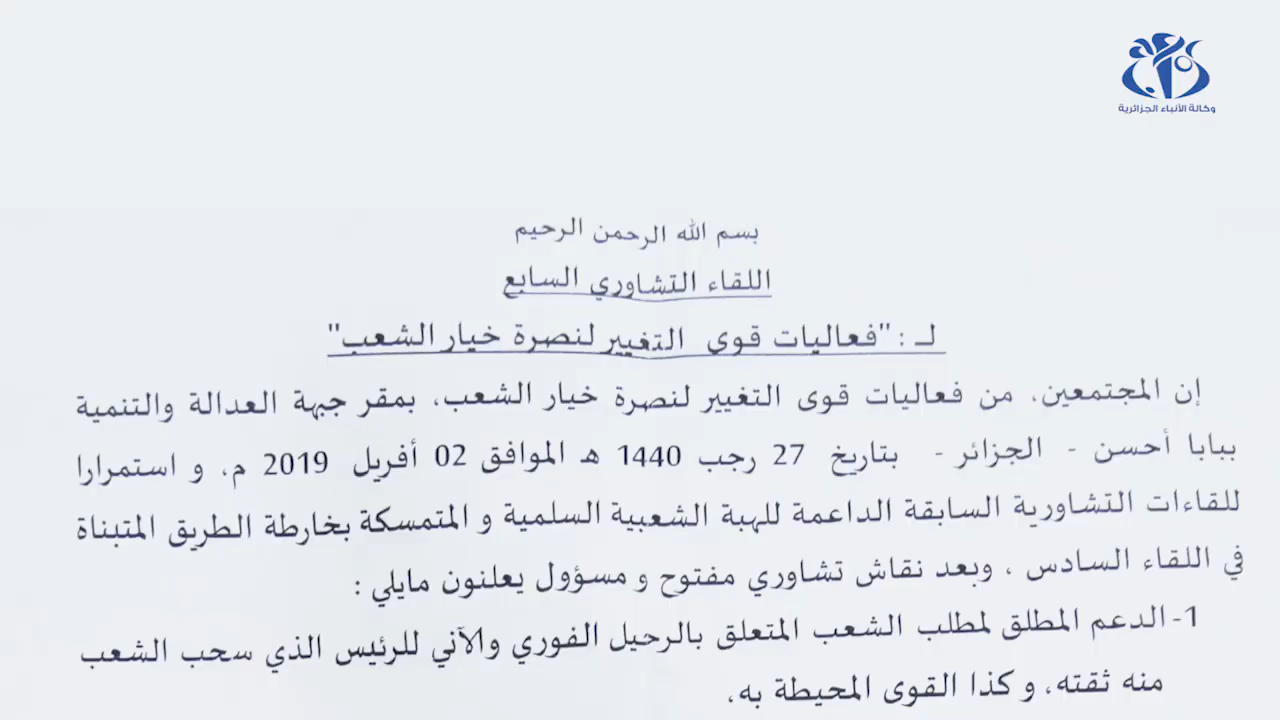 وكالة الأنباء الجزائرية
بسم الله الرحمن الرحيم
اللقاء التشاوري السابع
لـ : "فعاليات قوى التغيير لنصرة خيار الشعب"
إن المجتمعين، من فعاليات قوى التغيير لنصرة خيار الشعب، بمقر جبهة العدالة والتنمية
ببابا أحسن - الجزائر - بتاريخ 27 رجب 1440 هـ الموافق 02 أفريل 2019 م، و استمرارا
للقاءات التشاورية السابقة الداعمة للهبة الشعبية السلمية و المتمسكة بخارطة الطريق المتبناة
في اللقاء السادس ، وبعد نقاش تشاوري مفتوح و مسؤول يعلنون مايلي :
1- الدعم المطلق لمطلب الشعب المتعلق بالرحيل الفوري والآني للرئيس الذي سحب الشعب
منه ثقته، و كذا القوى المحيطة به.